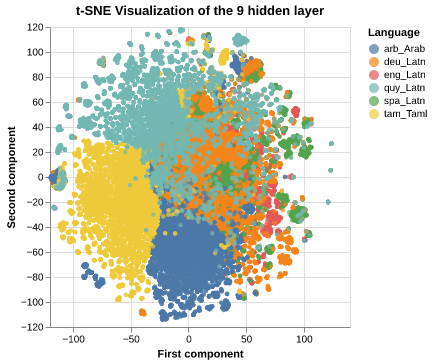 t-SNE Visualization of the 9 hidden layer
Language
arb_Arab
deu_Latn
eng_Latn
quy_Latn
spa_Latn
tam_Taml
120
100
80
60
40
20
0
−20
−40
−60
−80
−100
−120
Second component
−100
−50
0
50
100
First component